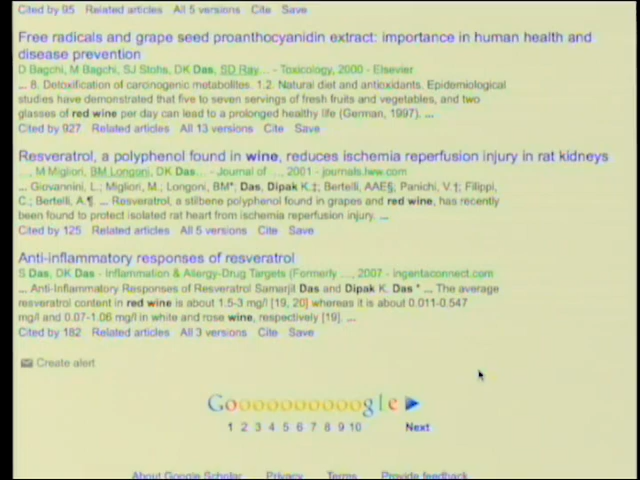 Cited by 95 Related articles All 5 versions Cite Save
Free radicals and grape seed proanthocyanidin extract: importance in human health and
disease prevention
D Bagchi, M Bagchi, SJ Stohs, DK Das, SD Ray... - Toxicology, 2000 - Elsevier
... 8. Detoxification of carcinogenic metabolites. 1.2. Natural diet and antioxidants. Epidemiological
studies have demonstrated that five to seven servings of fresh fruits and vegetables, and two
glasses of red wine per day can lead to a prolonged healthy life (German, 1997). ...
Cited by 927 Related articles All 13 versions Cite Save
Resveratrol, a polyphenol found in wine, reduces ischemia reperfusion injury in rat kidneys
..., M Migliori, BM Longoni, DK Das... - Journal of ..., 2001 - journals.lww.com
... Giovannini, L.; Migliori, M.; Longoni, BM*; Das, Dipak K.‡; Bertelli, AAE§; Panichi, V.†; Filippi,
C.; Bertelli, A.¶ ... Resveratrol, a stilbene polyphenol found in grapes and red wine, has recently
been found to protect isolated rat heart from ischemia reperfusion injury. ...
Cited by 125 Related articles All 5 versions Cite Save
Anti-inflammatory responses of resveratrol
S Das, DK Das - Inflammation & Allergy-Drug Targets (Formerly ..., 2007 - ingentaconnect.com
... Anti-Inflammatory Responses of Resveratrol Samarjit Das and Dipak K. Das * ... The average
resveratrol content in red wine is about 1.5-3 mg/l [19, 20] whereas it is about 0.011-0.547
mg/l and 0.07-1.06 mg/l in white and rose wine, respectively [19]. ...
Cited by 182 Related articles All 3 versions Cite Save
Create alert
Goooooooooogle
1 2 3 4 5 6 7 8 9 10 Next
About Google Scholar Privacy Terms Provide feedback